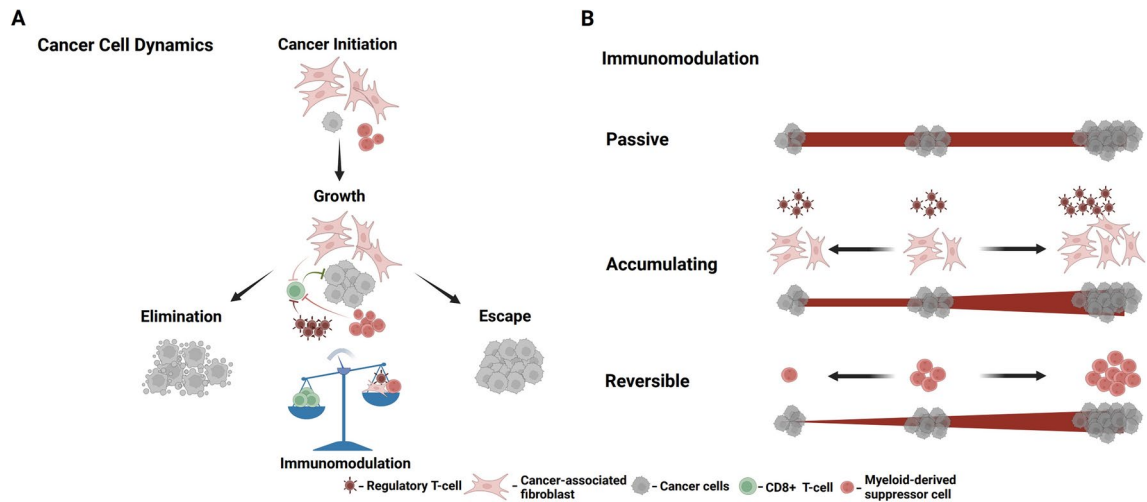 A
Cancer Cell Dynamics
Cancer Initiation
Growth
Elimination
Escape
Immunomodulation
B
Immunomodulation
Passive
Accumulating
Reversible
- Regulatory T-cell
- Cancer-associated
fibroblast
- Cancer cells
- CD8+ T-cell
- Myeloid-derived
suppressor cell